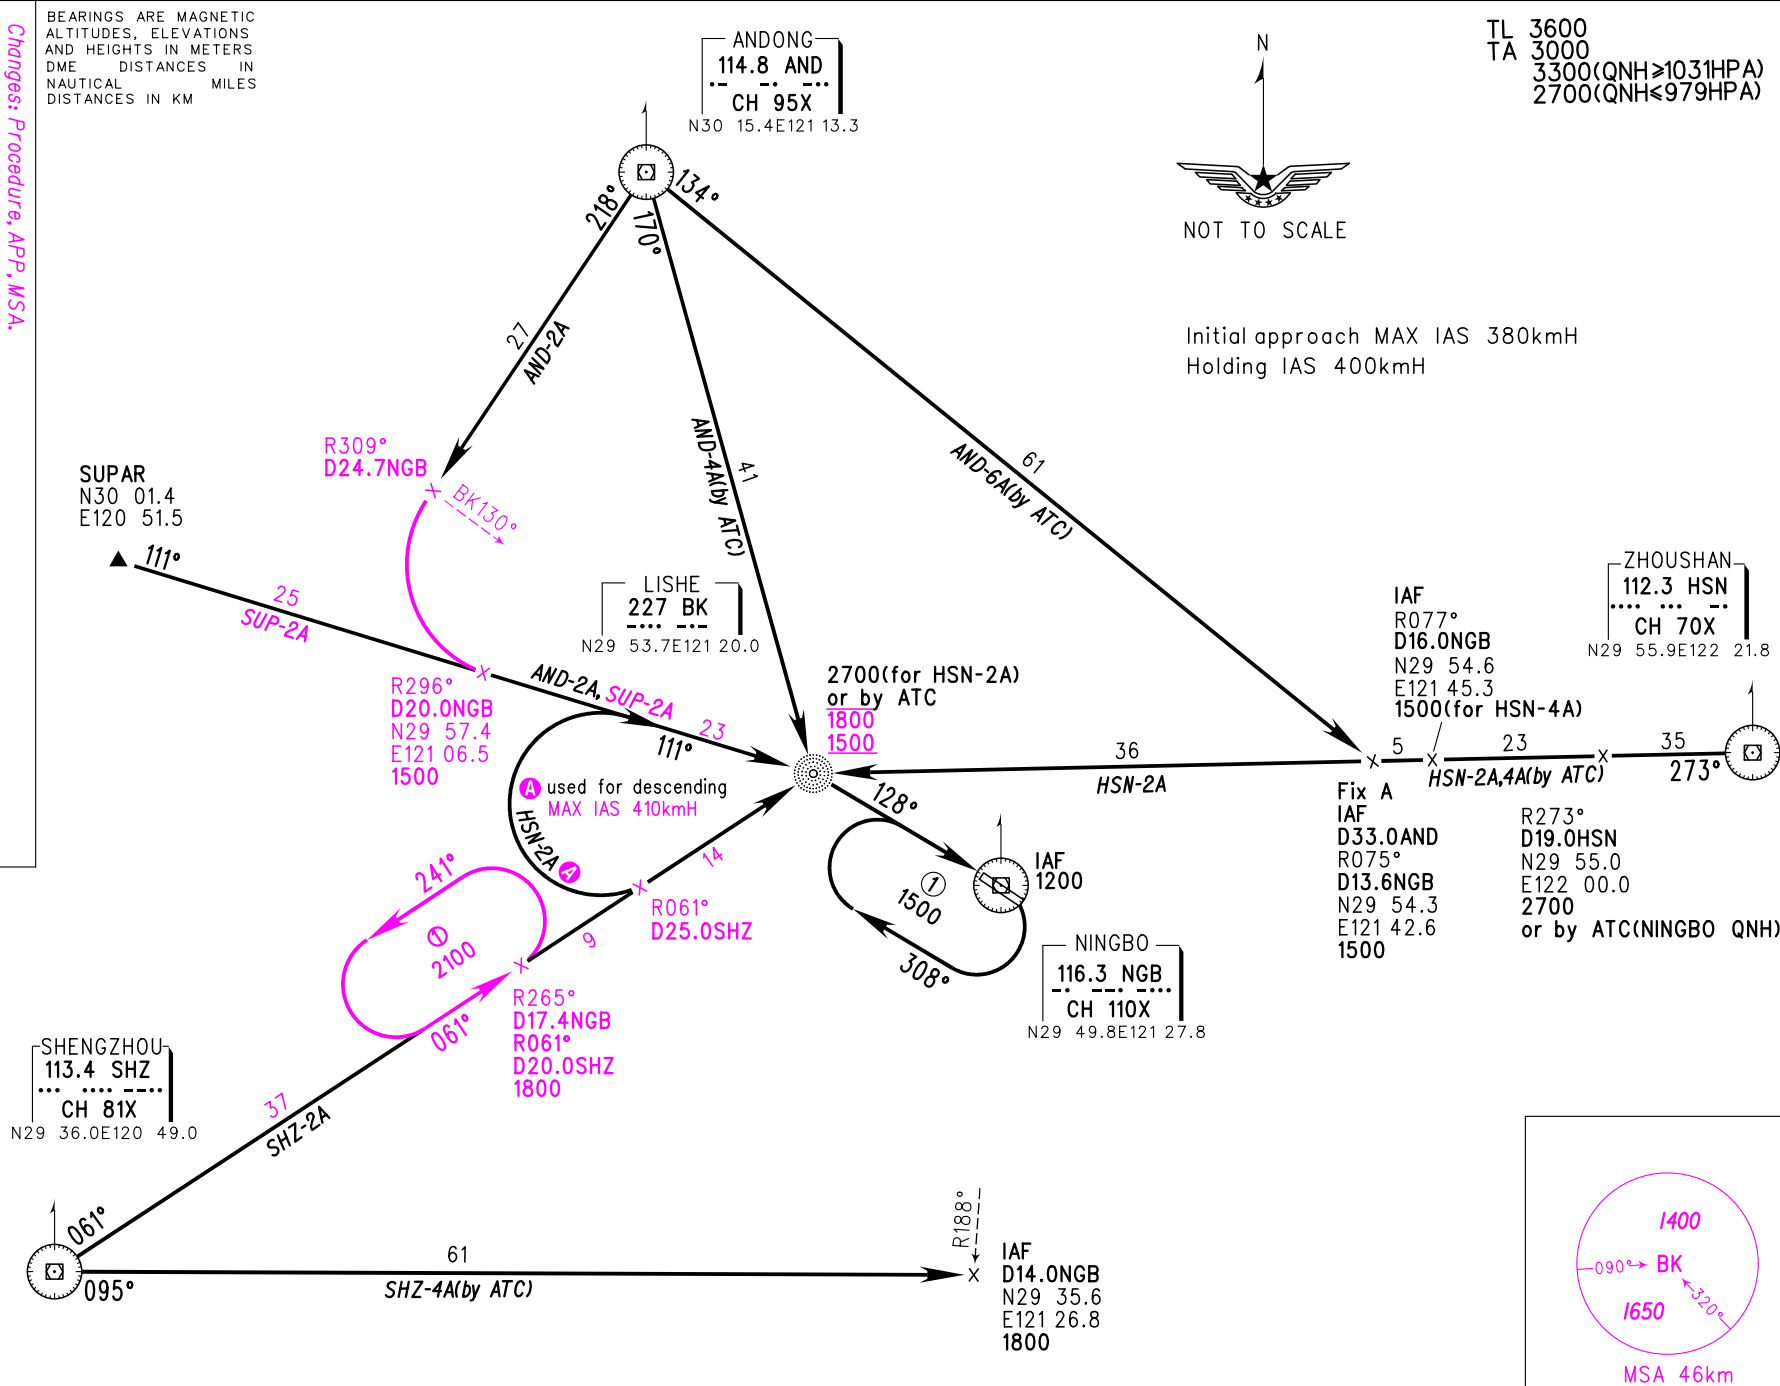 BEARINGS ARE MAGNETIC
ALTITUDES, ELEVATIONS
AND HEIGHTS IN METERS
DME DISTANCES IN
NAUTICAL MILES
DISTANCES IN KM
Changes: Procedure, APP, MSA.
ANDONG
114.8 AND
CH 95X
N30 15.4E121 13.3
N
NOT TO SCALE
TL 3600
TA 3000
3300(QNH≥1031HPA)
2700(QNH≤979HPA)
Initial approach MAX IAS 380kmH
Holding IAS 400kmH
218°
170°
134°
27
AND-2A
41
AND-4A(by ATC)
61
AND-6A(by ATC)
R309°
D24.7NGB
BK130°
SUPAR
N30 01.4
E120 51.5
111°
25
SUP-2A
LISHE
227 BK
N29 53.7E121 20.0
R296°
D20.0NGB
N29 57.4
E121 06.5
1500
AND-2A, SUP-2A
23
111°
2700(for HSN-2A)
or by ATC
1800
1500
A used for descending
MAX IAS 410kmH
HSN-2A A
IAF
R077°
D16.0NGB
N29 54.6
E121 45.3
1500(for HSN-4A)
ZHOUSHAN
112.3 HSN
CH 70X
N29 55.9E122 21.8
36
HSN-2A
5
23
HSN-2A,4A(by ATC)
35
273°
Fix A
IAF
D33.0AND
R075°
D13.6NGB
N29 54.3
E121 42.6
1500
R273°
D19.0HSN
N29 55.0
E122 00.0
2700
or by ATC(NINGBO QNH)
128°
1
1500
308°
IAF
1200
NINGBO
116.3 NGB
CH 110X
N29 49.8E121 27.8
14
R061°
D25.0SHZ
9
241°
1
2100
061°
R265°
D17.4NGB
R061°
D20.0SHZ
1800
SHENGZHOU
113.4 SHZ
CH 81X
N29 36.0E120 49.0
37
SHZ-2A
061°
095°
61
SHZ-4A(by ATC)
R188°
IAF
D14.0NGB
N29 35.6
E121 26.8
1800
1400
090°
BK
320°
1650
MSA 46km